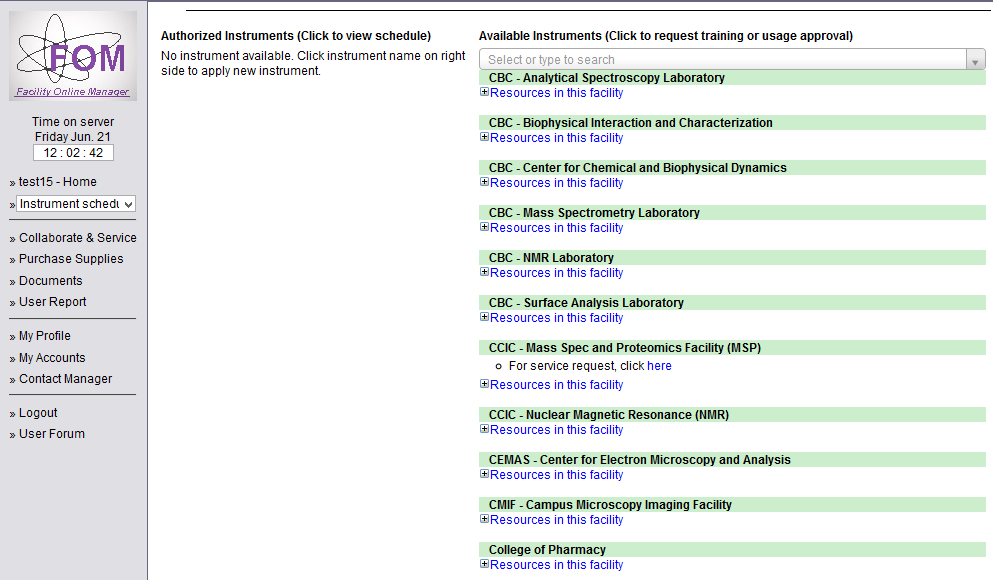 FOM
Facility Online Manager
Time on server
Friday Jun. 21
12 : 02 : 42
» test15 - Home
» Instrument schedu
» Collaborate & Service
» Purchase Supplies
» Documents
» User Report
» My Profile
» My Accounts
» Contact Manager
» Logout
» User Forum
Authorized Instruments (Click to view schedule)
No instrument available. Click instrument name on right
side to apply new instrument.
Available Instruments (Click to request training or usage approval)
Select or type to search
CBC - Analytical Spectroscopy Laboratory
Resources in this facility
CBC - Biophysical Interaction and Characterization
Resources in this facility
CBC - Center for Chemical and Biophysical Dynamics
Resources in this facility
CBC - Mass Spectrometry Laboratory
Resources in this facility
CBC - NMR Laboratory
Resources in this facility
CBC - Surface Analysis Laboratory
Resources in this facility
CCIC - Mass Spec and Proteomics Facility (MSP)
For service request, click here
Resources in this facility
CCIC - Nuclear Magnetic Resonance (NMR)
Resources in this facility
CEMAS - Center for Electron Microscopy and Analysis
Resources in this facility
CMIF - Campus Microscopy Imaging Facility
Resources in this facility
College of Pharmacy
Resources in this facility